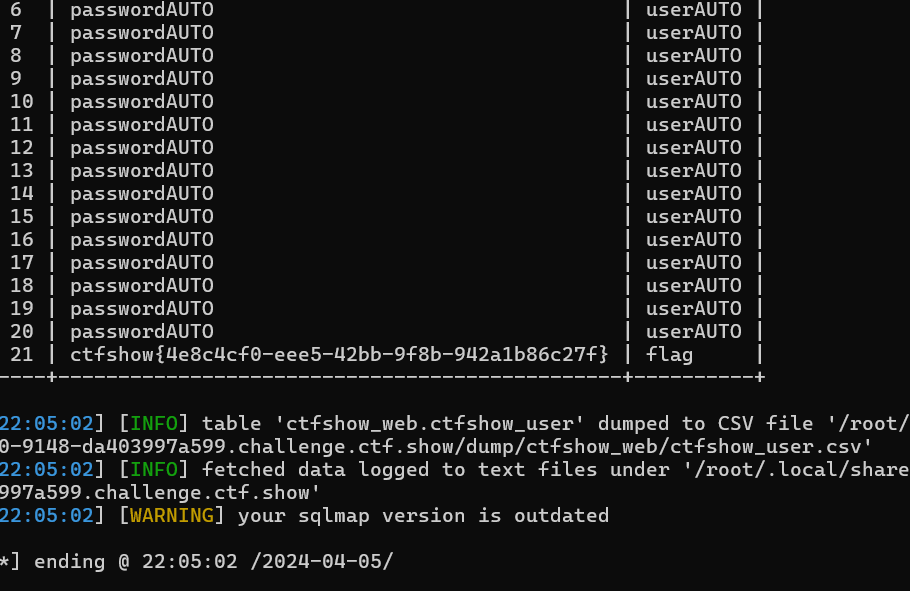 6 | passwordAUTO | userAUTO |
7 | passwordAUTO | userAUTO |
8 | passwordAUTO | userAUTO |
9 | passwordAUTO | userAUTO |
10 | passwordAUTO | userAUTO |
11 | passwordAUTO | userAUTO |
12 | passwordAUTO | userAUTO |
13 | passwordAUTO | userAUTO |
14 | passwordAUTO | userAUTO |
15 | passwordAUTO | userAUTO |
16 | passwordAUTO | userAUTO |
17 | passwordAUTO | userAUTO |
18 | passwordAUTO | userAUTO |
19 | passwordAUTO | userAUTO |
20 | passwordAUTO | userAUTO |
21 | ctfshow{4e8c4cf0-eee5-42bb-9f8b-942a1b86c27f} | flag |
----+-----------------------------------------------+----------+
22:05:02] [INFO] table 'ctfshow_web.ctfshow_user' dumped to CSV file '/root/
0-9148-da403997a599.challenge.ctf.show/dump/ctfshow_web/ctfshow_user.csv'
22:05:02] [INFO] fetched data logged to text files under '/root/.local/share
997a599.challenge.ctf.show'
22:05:02] [WARNING] your sqlmap version is outdated
*] ending @ 22:05:02 /2024-04-05/